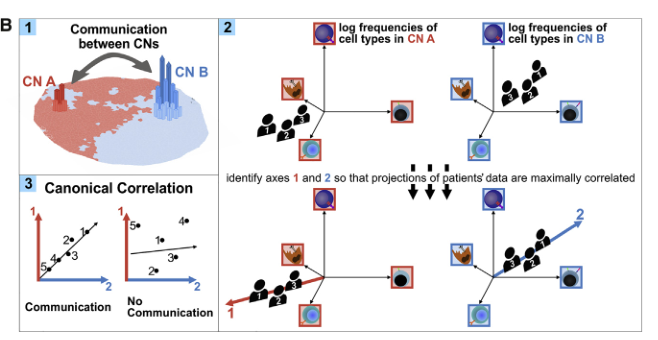 B
1
Communication
between CNs
CN A
CN B
2
log frequencies of
cell types in CN A
1
2
3
log frequencies of
cell types in CN B
1
2
3
identify axes 1 and 2 so that projections of patients' data are maximally correlated
1
2
3
1
1
2
3
2
3
Canonical Correlation
1
1
2
3
4
5
2
Communication
1
5
4
1
3
2
2
No
Communication